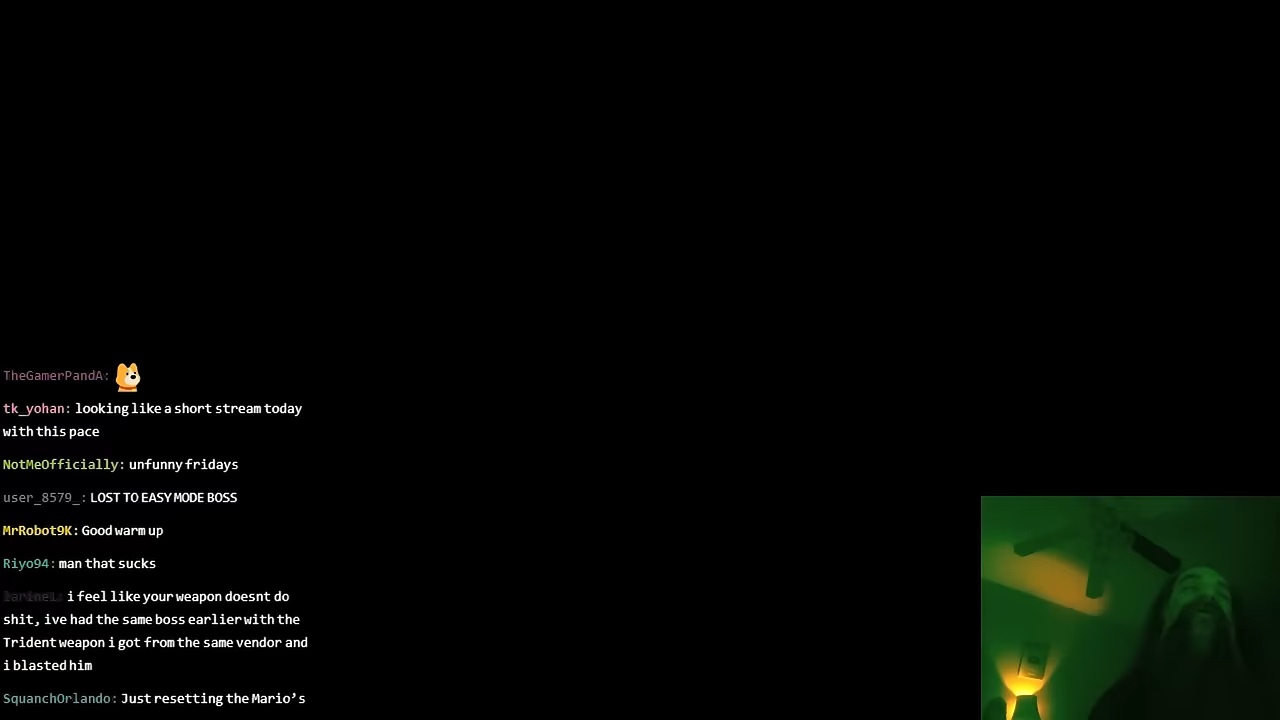 TheGamerPandA:
tk_yohan: looking like a short stream today
with this pace
NotMeOfficially: unfunny fridays
user_8579_: LOST TO EASY MODE BOSS
MrRobot9K: Good warm up
Riyo94: man that sucks
i feel like your weapon doesnt do
shit, ive had the same boss earlier with the
Trident weapon i got from the same vendor and
i blasted him
SquanchOrlando: Just resetting the Mario’s